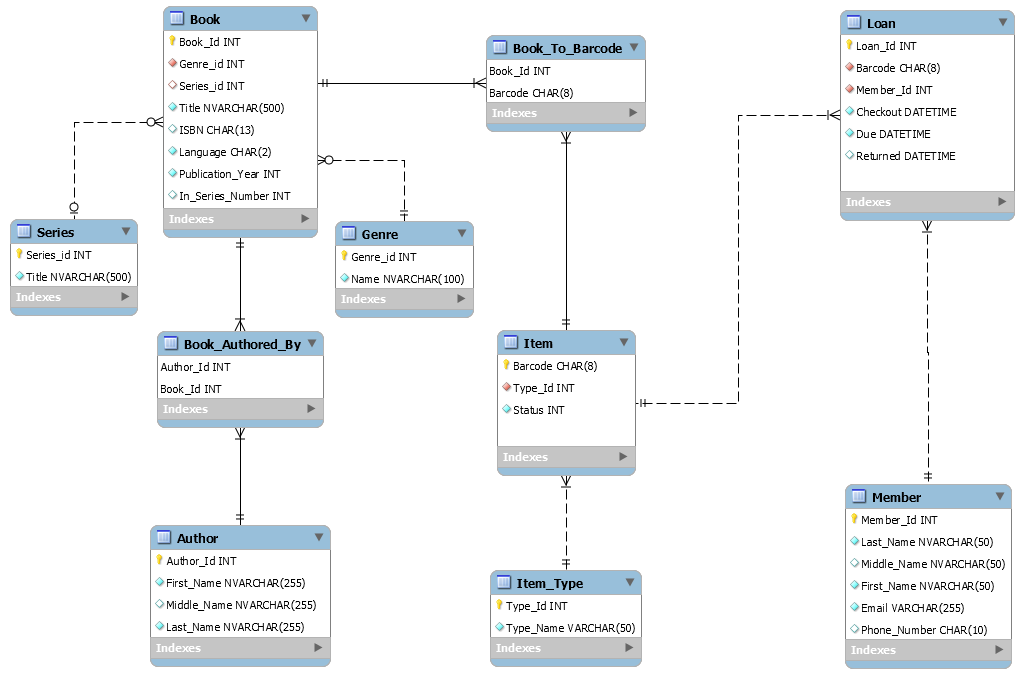 Book
Book_Id INT
Genre_id INT
Series_id INT
Title NVARCHAR(500)
ISBN CHAR(13)
Language CHAR(2)
Publication_Year INT
In_Series_Number INT
Indexes
Book_To_Barcode
Book_Id INT
Barcode CHAR(8)
Indexes
Loan
Loan_Id INT
Barcode CHAR(8)
Member_Id INT
Checkout DATETIME
Due DATETIME
Returned DATETIME
Indexes
Series
Series_id INT
Title NVARCHAR(500)
Indexes
Genre
Genre_id INT
Name NVARCHAR(100)
Indexes
Book_Authored_By
Author_Id INT
Book_Id INT
Indexes
Item
Barcode CHAR(8)
Type_Id INT
Status INT
Indexes
Author
Author_Id INT
First_Name NVARCHAR(255)
Middle_Name NVARCHAR(255)
Last_Name NVARCHAR(255)
Indexes
Item_Type
Type_Id INT
Type_Name VARCHAR(50)
Indexes
Member
Member_Id INT
Last_Name NVARCHAR(50)
Middle_Name NVARCHAR(50)
First_Name NVARCHAR(50)
Email VARCHAR(255)
Phone_Number CHAR(10)
Indexes